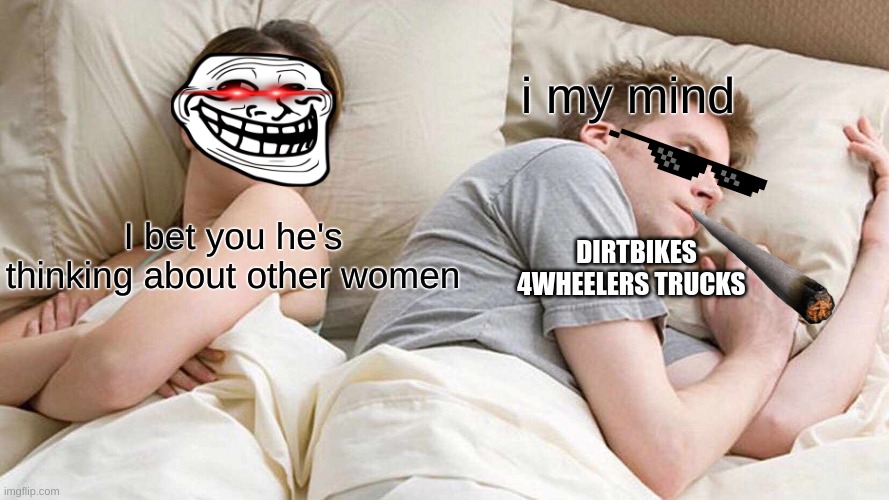 I bet you he's
thinking about other women
i my mind
DIRTBIKES
4WHEELERS TRUCKS
imgflip.com